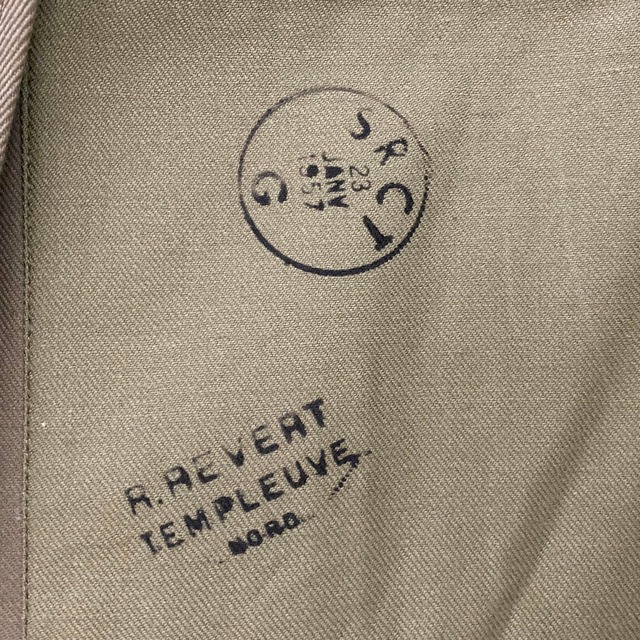 SRCT
23
JANV
1957
G
R.REVERT
TEMPLEUVE
NORD